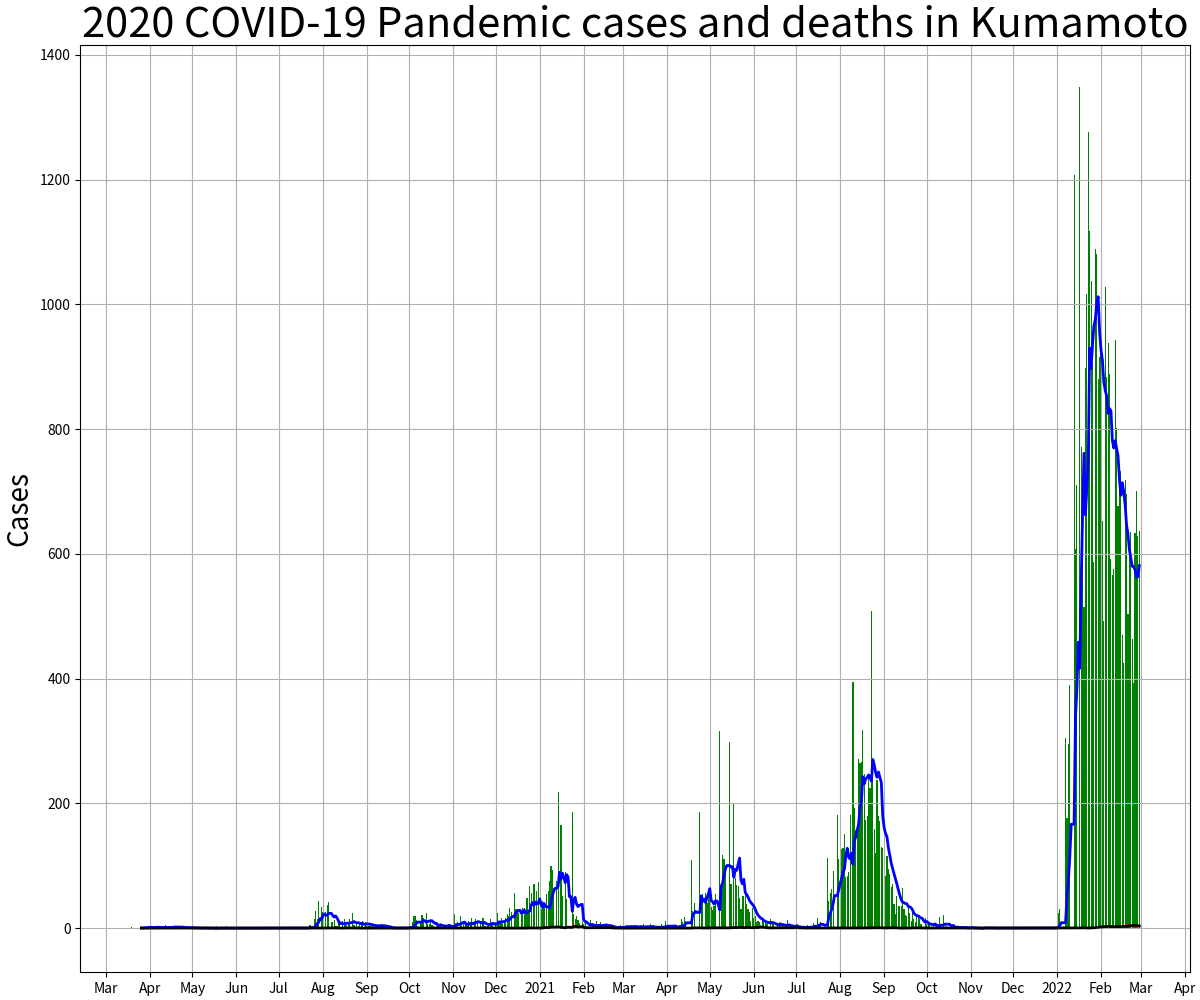 2020 COVID-19 Pandemic cases and deaths in Kumamoto
1400
1200
1000
800
600
400
200
0
Cases
Mar Apr May Jun Jul Aug Sep Oct Nov Dec 2021 Feb Mar Apr May Jun Jul Aug Sep Oct Nov Dec 2022 Feb Mar Apr